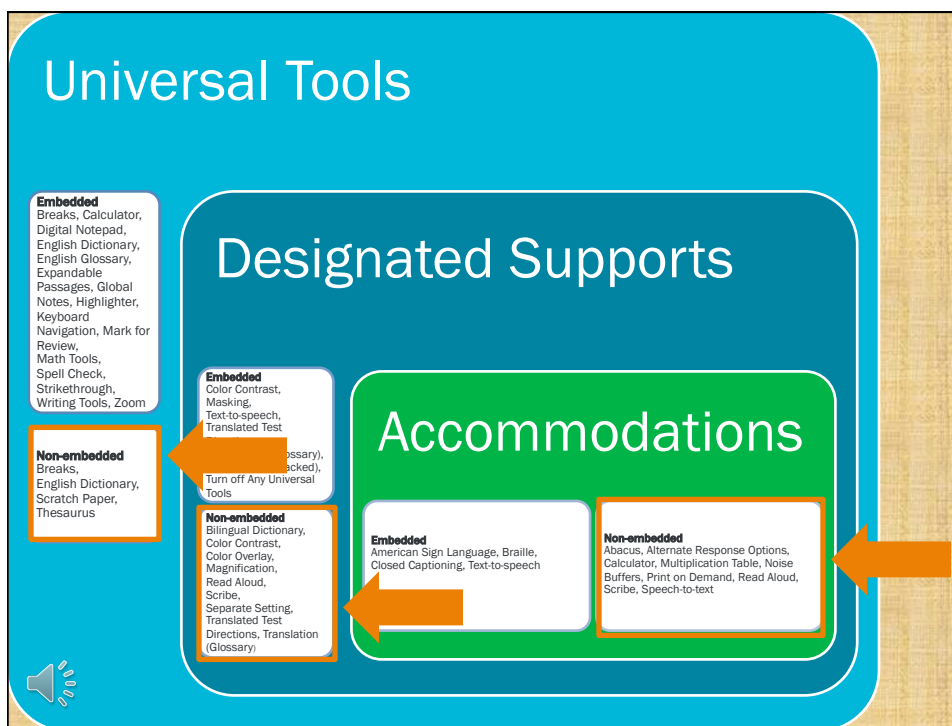 Universal Tools
Embedded
Breaks, Calculator,
Digital Notepad,
English Dictionary,
English Glossary,
Expandable
Passages, Global
Notes, Highlighter,
Keyboard
Navigation, Mark for
Review,
Math Tools,
Spell Check,
Strikethrough,
Writing Tools, Zoom
Non-embedded
Breaks,
English Dictionary,
Scratch Paper,
Thesaurus
Designated Supports
Embedded
Color Contrast,
Masking,
Text-to-speech,
Translated Test
ossary),
acked),
Turn off Any Universal
Tools
Non-embedded
Bilingual Dictionary,
Color Contrast,
Color Overlay,
Magnification,
Read Aloud,
Scribe,
Separate Setting,
Translated Test
Directions, Translation
(Glossary)
Accommodations
Embedded
American Sign Language, Braille,
Closed Captioning, Text-to-speech
Non-embedded
Abacus, Alternate Response Options,
Calculator, Multiplication Table, Noise
Buffers, Print on Demand, Read Aloud,
Scribe, Speech-to-text